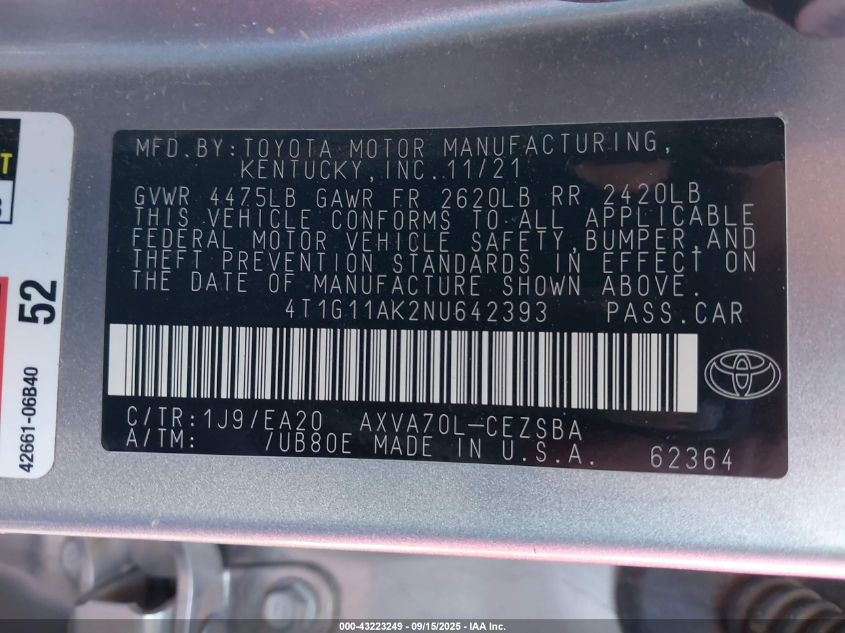 MFD.BY:TOYOTA MOTOR MANUFACTURING,
KENTUCKY,INC.11/21
GVWR 4475LB GAWR FR 2620LB RR 2420LB
THIS VEHICLE CONFORMS TO ALL APPLICABLE
FEDERAL MOTOR VEHICLE SAFETY,BUMPER,AND
THEFT PREVENTION STANDARDS IN EFFECT ON
THE DATE OF MANUFACTURE SHOWN ABOVE.
4T1G11AK2NU642393 PASS.CAR
C/TR:1J9/EA20 AXVA70L-CEZSBA
A/TM: /UB80E MADE IN U.S.A. 62364
52
42661-06B40
000-43223249 - 09/15/2025 - IAA Inc.